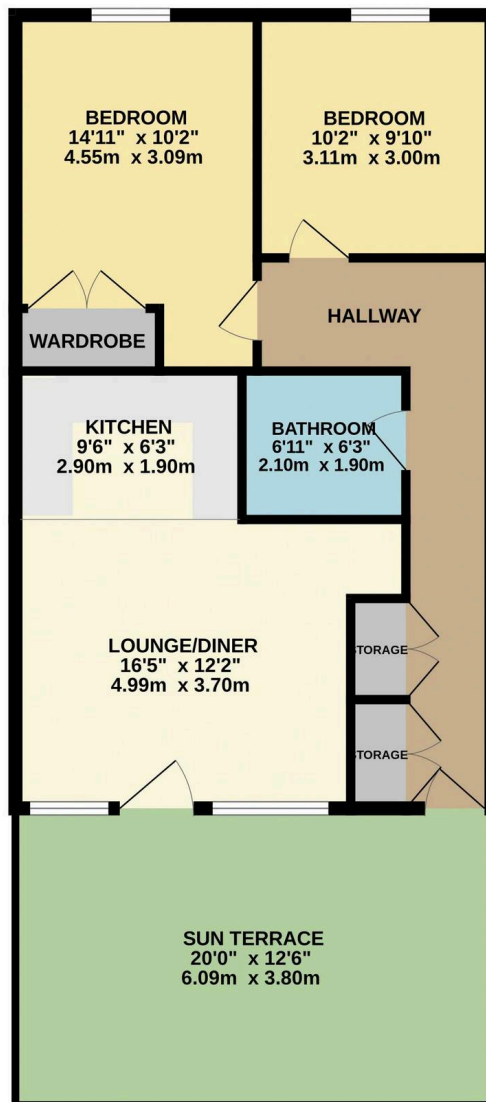 BEDROOM
14'11" x 10'2"
4.55m x 3.09m
BEDROOM
10'2" x 9'10"
3.11m x 3.00m
HALLWAY
WARDROBE
KITCHEN
9'6" x 6'3"
2.90m x 1.90m
BATHROOM
6'11" x 6'3"
2.10m x 1.90m
LOUNGE/DINER
16'5" x 12'2"
4.99m x 3.70m
STORAGE
STORAGE
SUN TERRACE
20'0" x 12'6"
6.09m x 3.80m